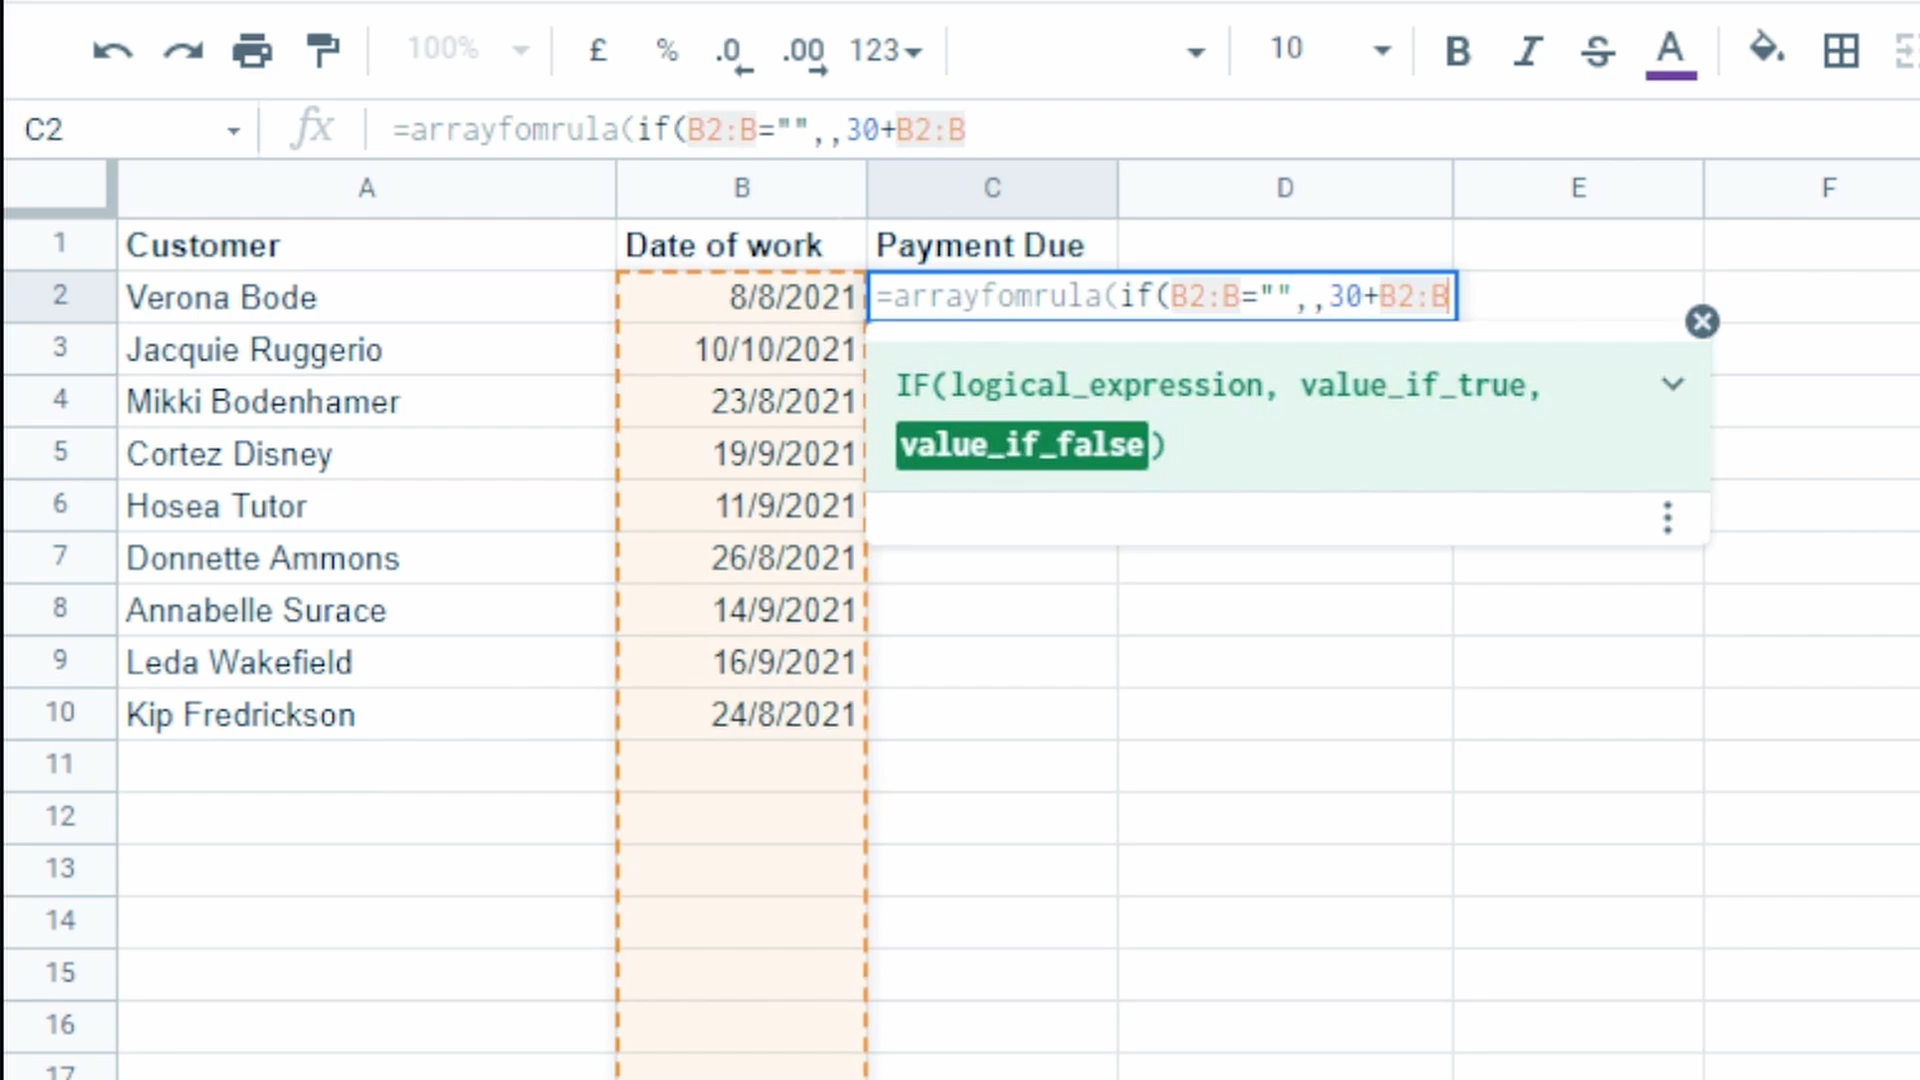 100% £ % .0 .00 123 10 B I S A
C2 fx =arrayfomrula(if(B2:B="",,30+B2:B
A B C D E F
1 Customer Date of work Payment Due
2 Verona Bode 8/8/2021 =arrayfomrula(if(B2:B="",,30+B2:B
3 Jacquie Ruggerio 10/10/2021
IF(logical_expression, value_if_true,
4 Mikki Bodenhamer 23/8/2021
value_if_false)
5 Cortez Disney 19/9/2021
6 Hosea Tutor 11/9/2021
7 Donnette Ammons 26/8/2021
8 Annabelle Surace 14/9/2021
9 Leda Wakefield 16/9/2021
10 Kip Fredrickson 24/8/2021
11
12
13
14
15
16
17